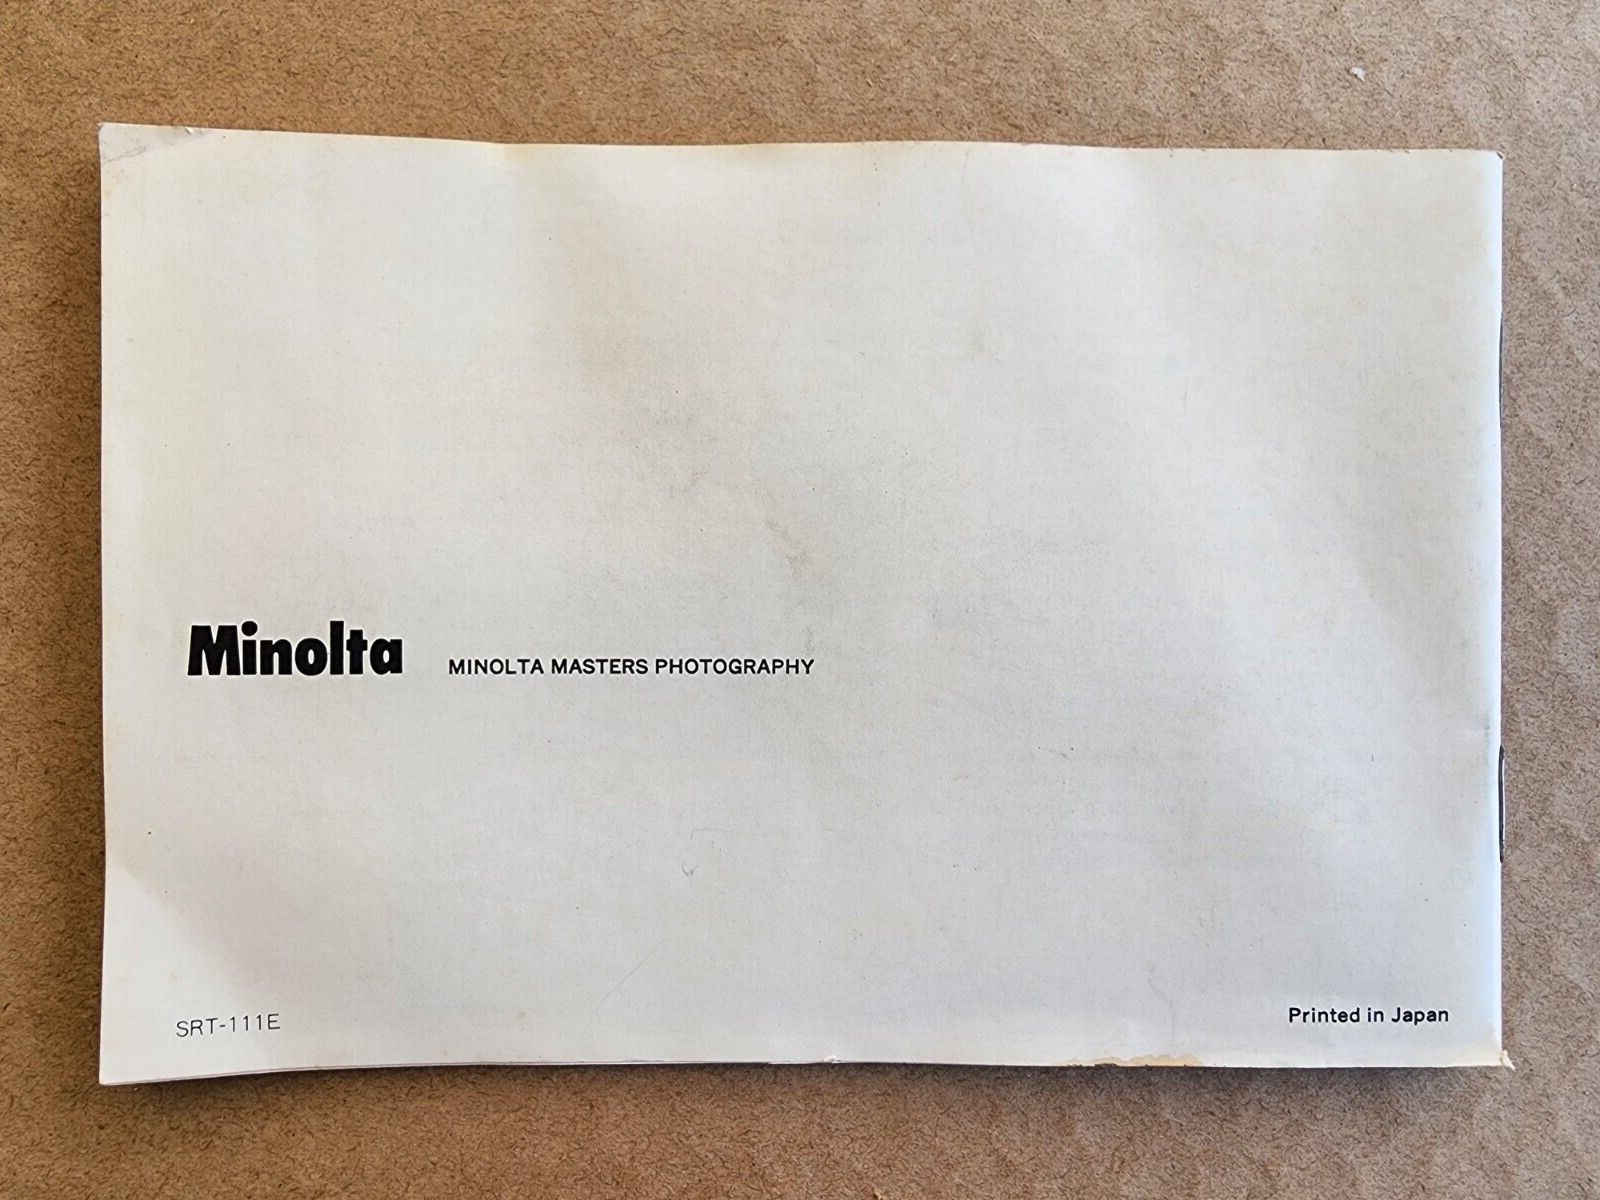 Minolta MINOLTA MASTERS PHOTOGRAPHY
SRT-111E
Printed in Japan